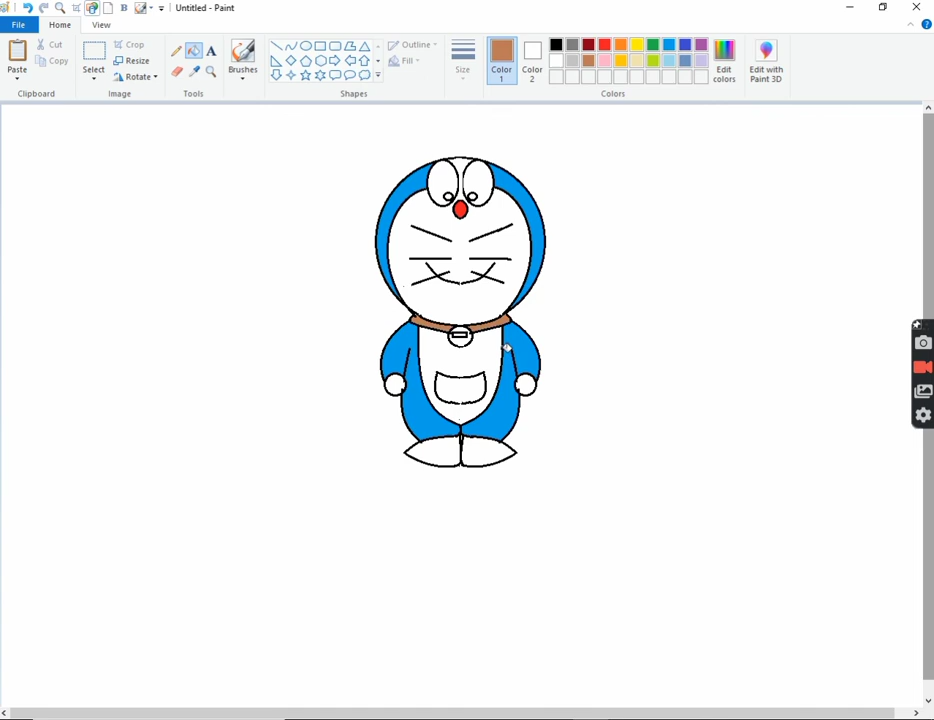 Untitled - Paint
File
Home
View
Paste
Cut
Copy
Clipboard
Select
Crop
Resize
Rotate
Image
A
Tools
Brushes
Shapes
Outline
Fill
Size
Color
1
Color
2
Edit
colors
Colors
Edit with
Paint 3D